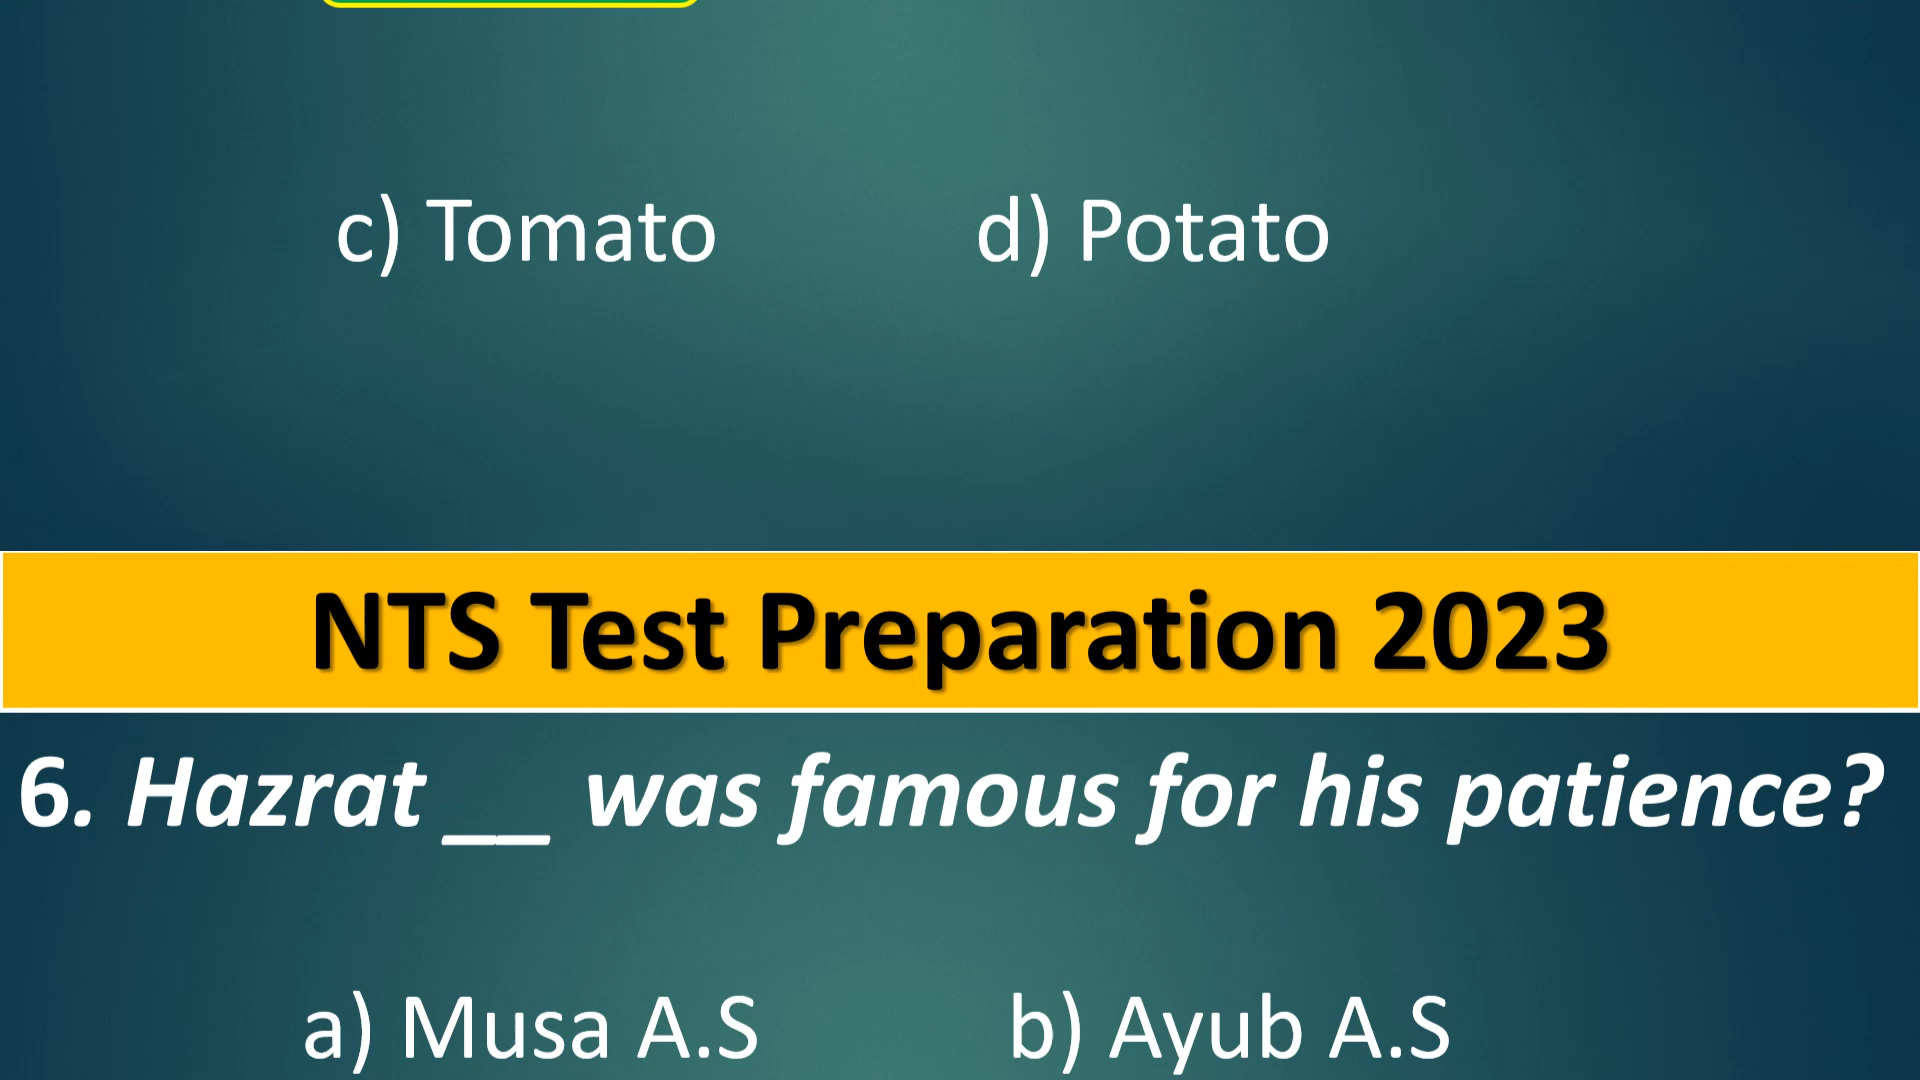 c) Tomato d) Potato
NTS Test Preparation 2023
6. Hazrat __ was famous for his patience?
a) Musa A.S b) Ayub A.S